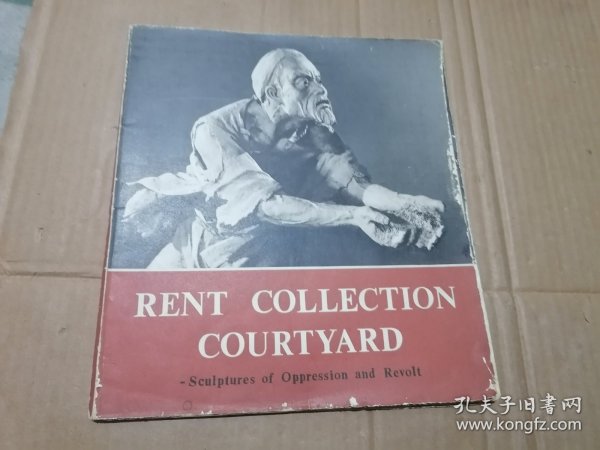 RENT COLLECTION
COURTYARD
-Sculptures of Oppression and Revolt
孔夫子旧书网
www.kongfz.com